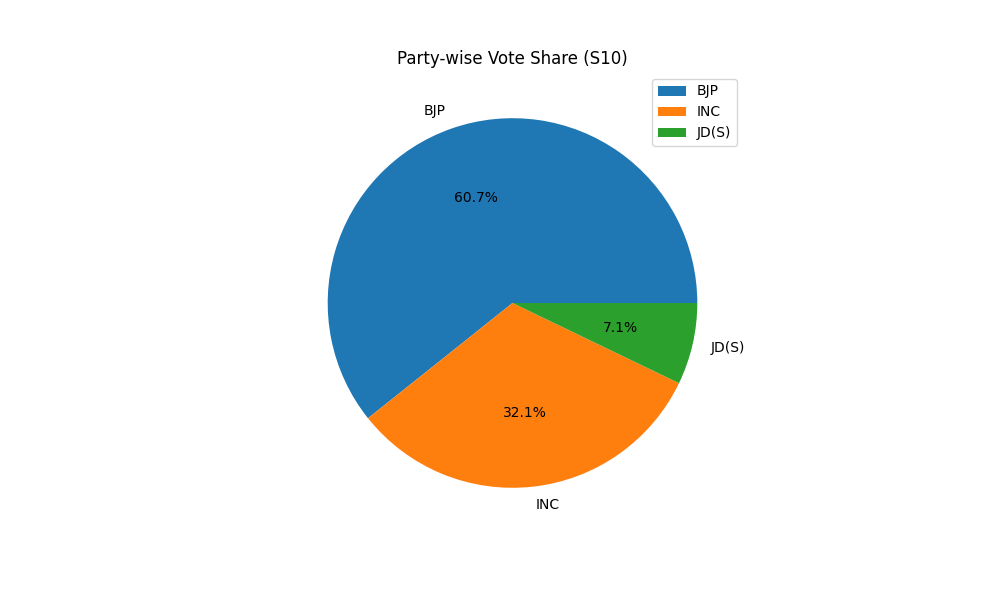 Party-wise Vote Share (S10)
BJP
INC
JD(S)
BJP
60.7%
7.1%
JD(S)
32.1%
INC